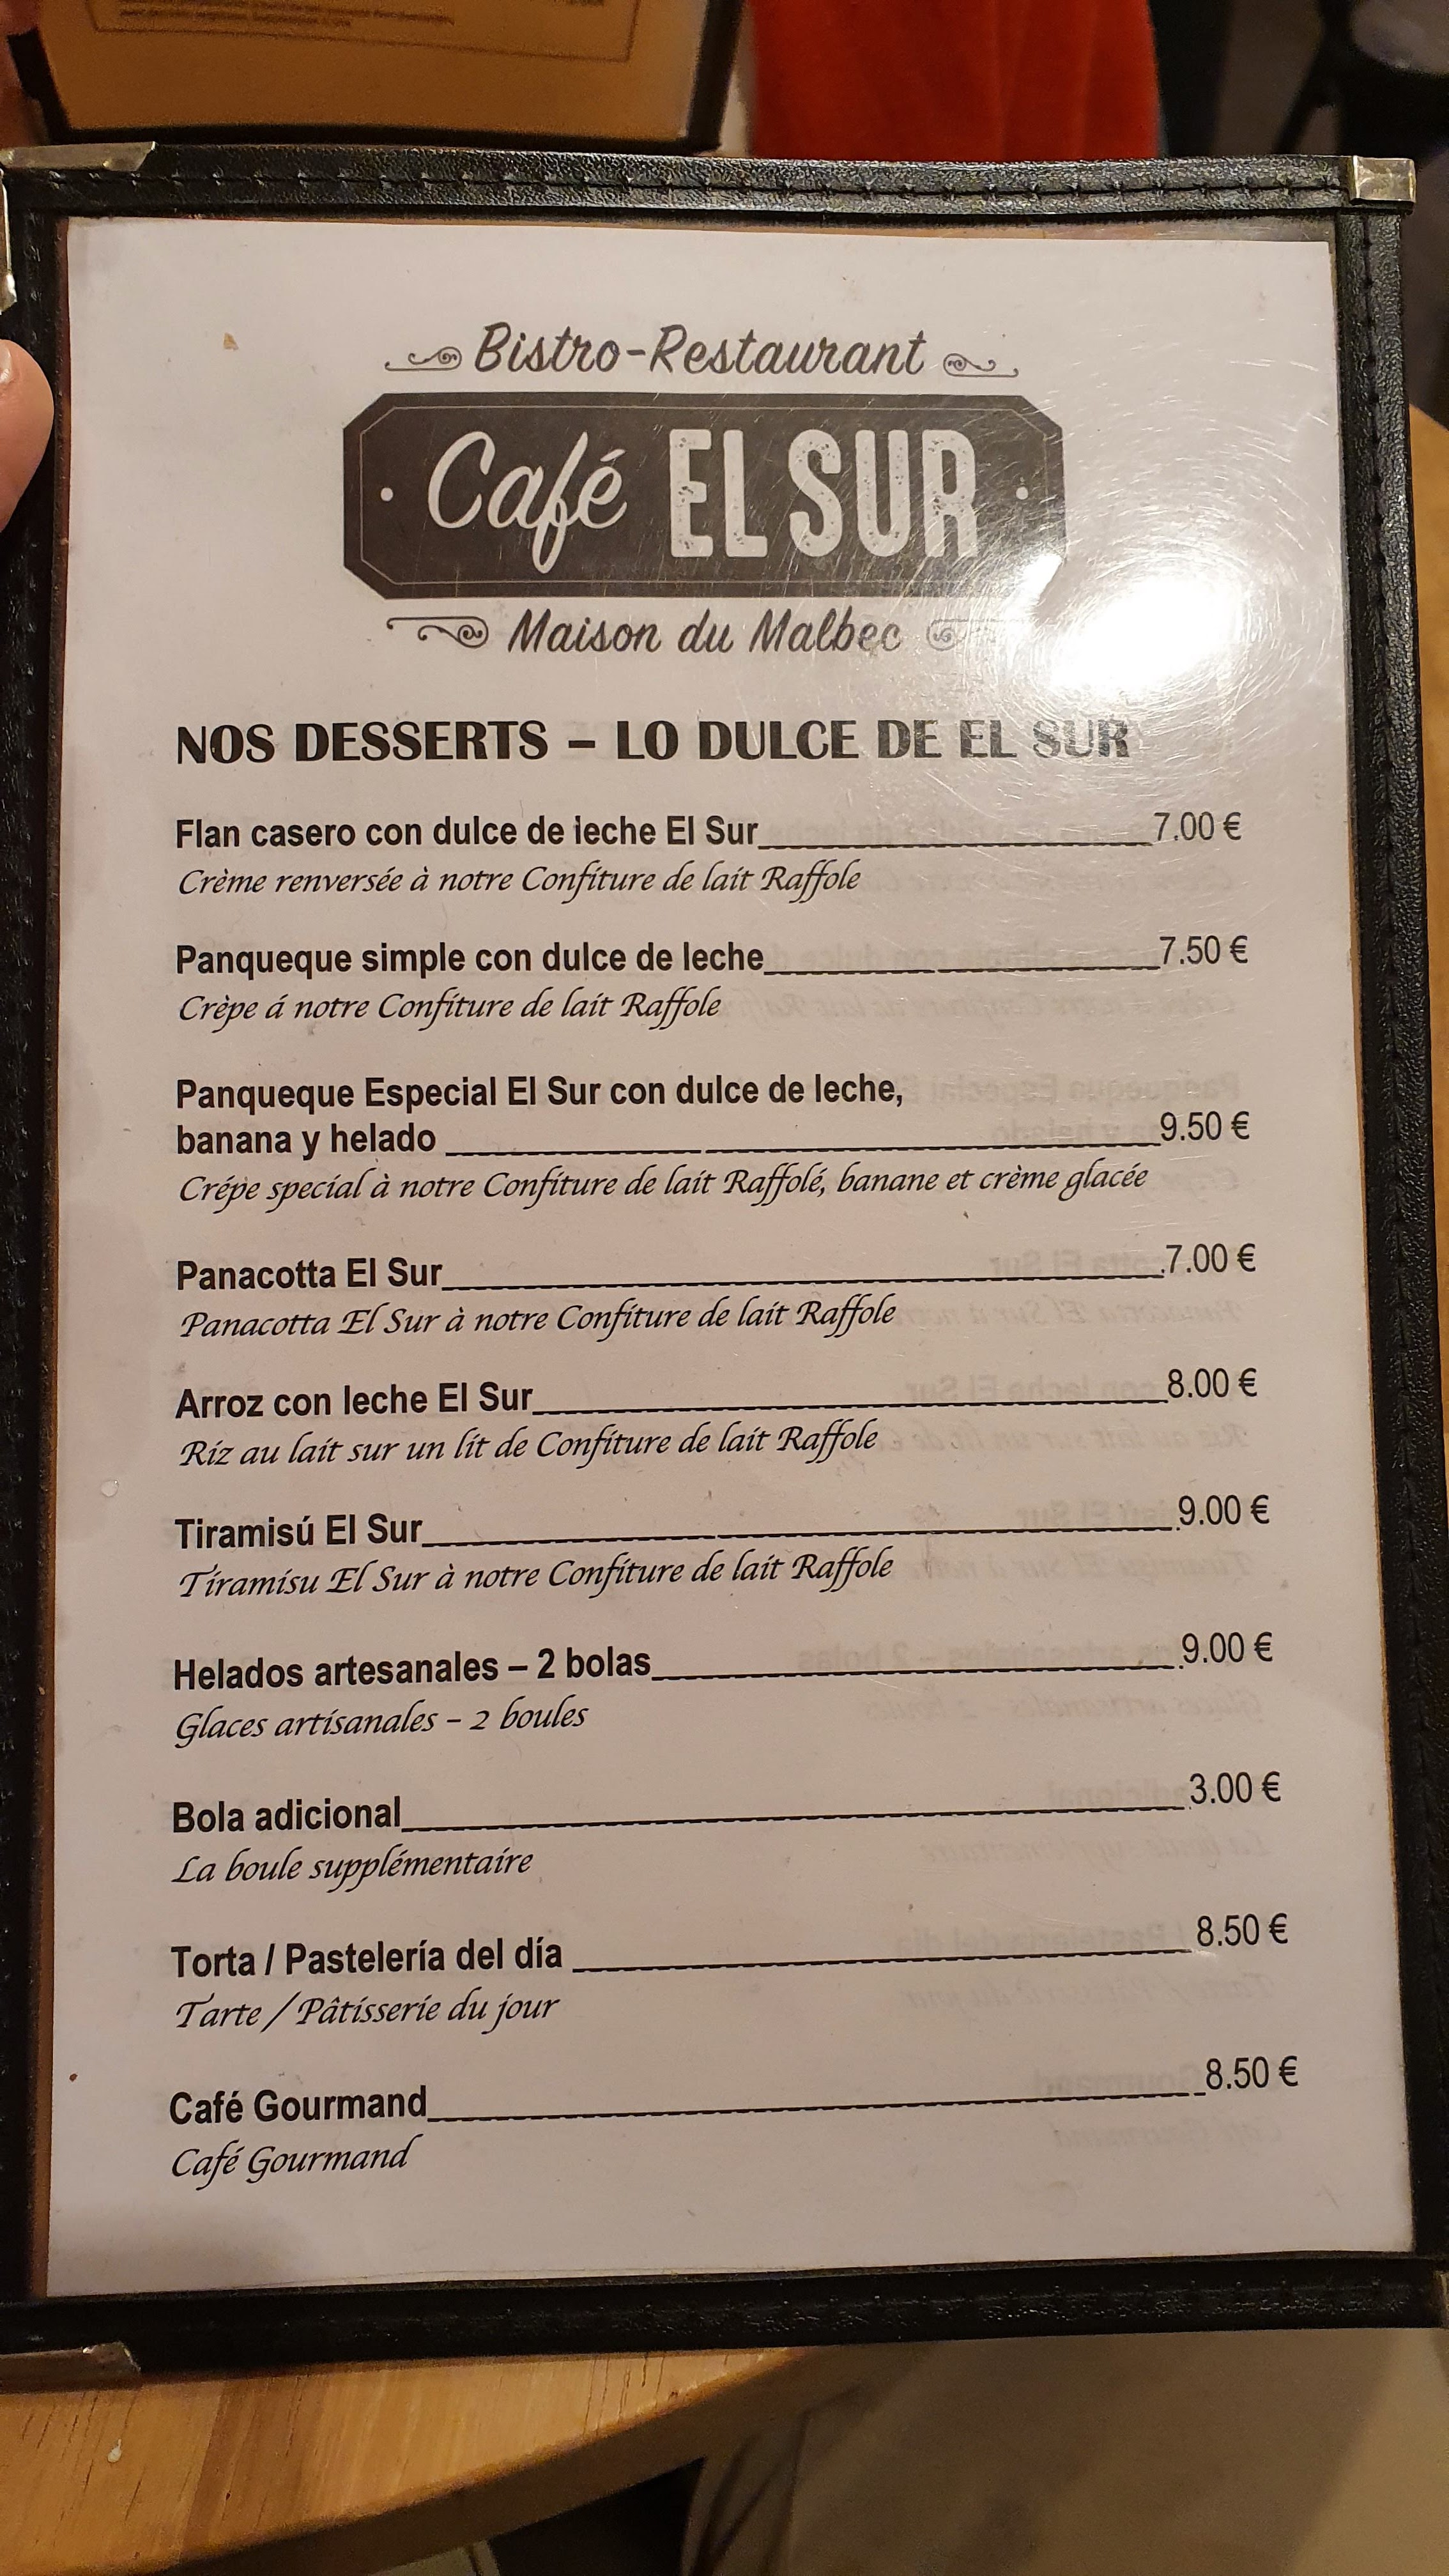 Bistro-Restaurant
Café EL SUR
Maison du Malbec
NOS DESSERTS – LO DULCE DE EL SUR
Flan casero con dulce de leche El Sur 7.00 €
Crème renversée à notre Confiture de lait Raffole
Panqueque simple con dulce de leche 7.50 €
Crèpe á notre Confiture de lait Raffole
Panqueque Especial El Sur con dulce de leche,
banana y helado 9.50 €
Crépe special à notre Confiture de lait Raffolé, banane et crème glacée
Panacotta El Sur 7.00 €
Panacotta El Sur à notre Confiture de lait Raffole
Arroz con leche El Sur 8.00 €
Riz au lait sur un lit de Confiture de lait Raffole
Tiramisú El Sur 9.00 €
Tiramisu El Sur à notre Confiture de lait Raffole
Helados artesanales – 2 bolas 9.00 €
Glaces artisanales – 2 boules
Bola adicional 3.00 €
La boule supplémentaire
Torta / Pastelería del día 8.50 €
Tarte / Pâtisserie du jour
Café Gourmand 8.50 €
Café Gourmand